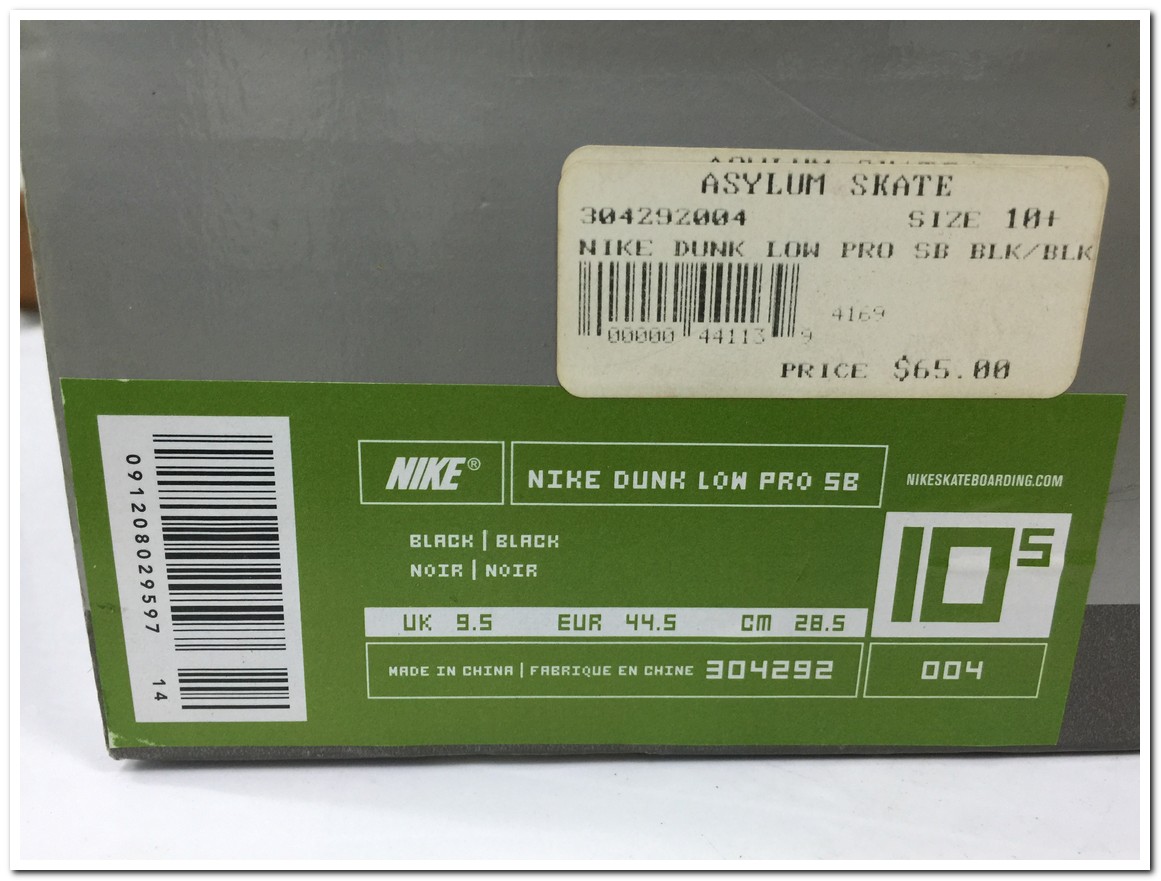 ASYLUM SKATE
304292004 SIZE 10+
NIKE DUNK LOW PRO SB BLK/BLK
4169
00000 44113 9
PRICE $65.00
091208029597 14
NIKE®
NIKE DUNK LOW PRO SB
NIKESKATEBOARDING.COM
BLACK | BLACK
NOIR | NOIR
10 5
UK 9.5 EUR 44.5 CM 28.5
MADE IN CHINA | FABRIQUE EN CHINE 304292
004